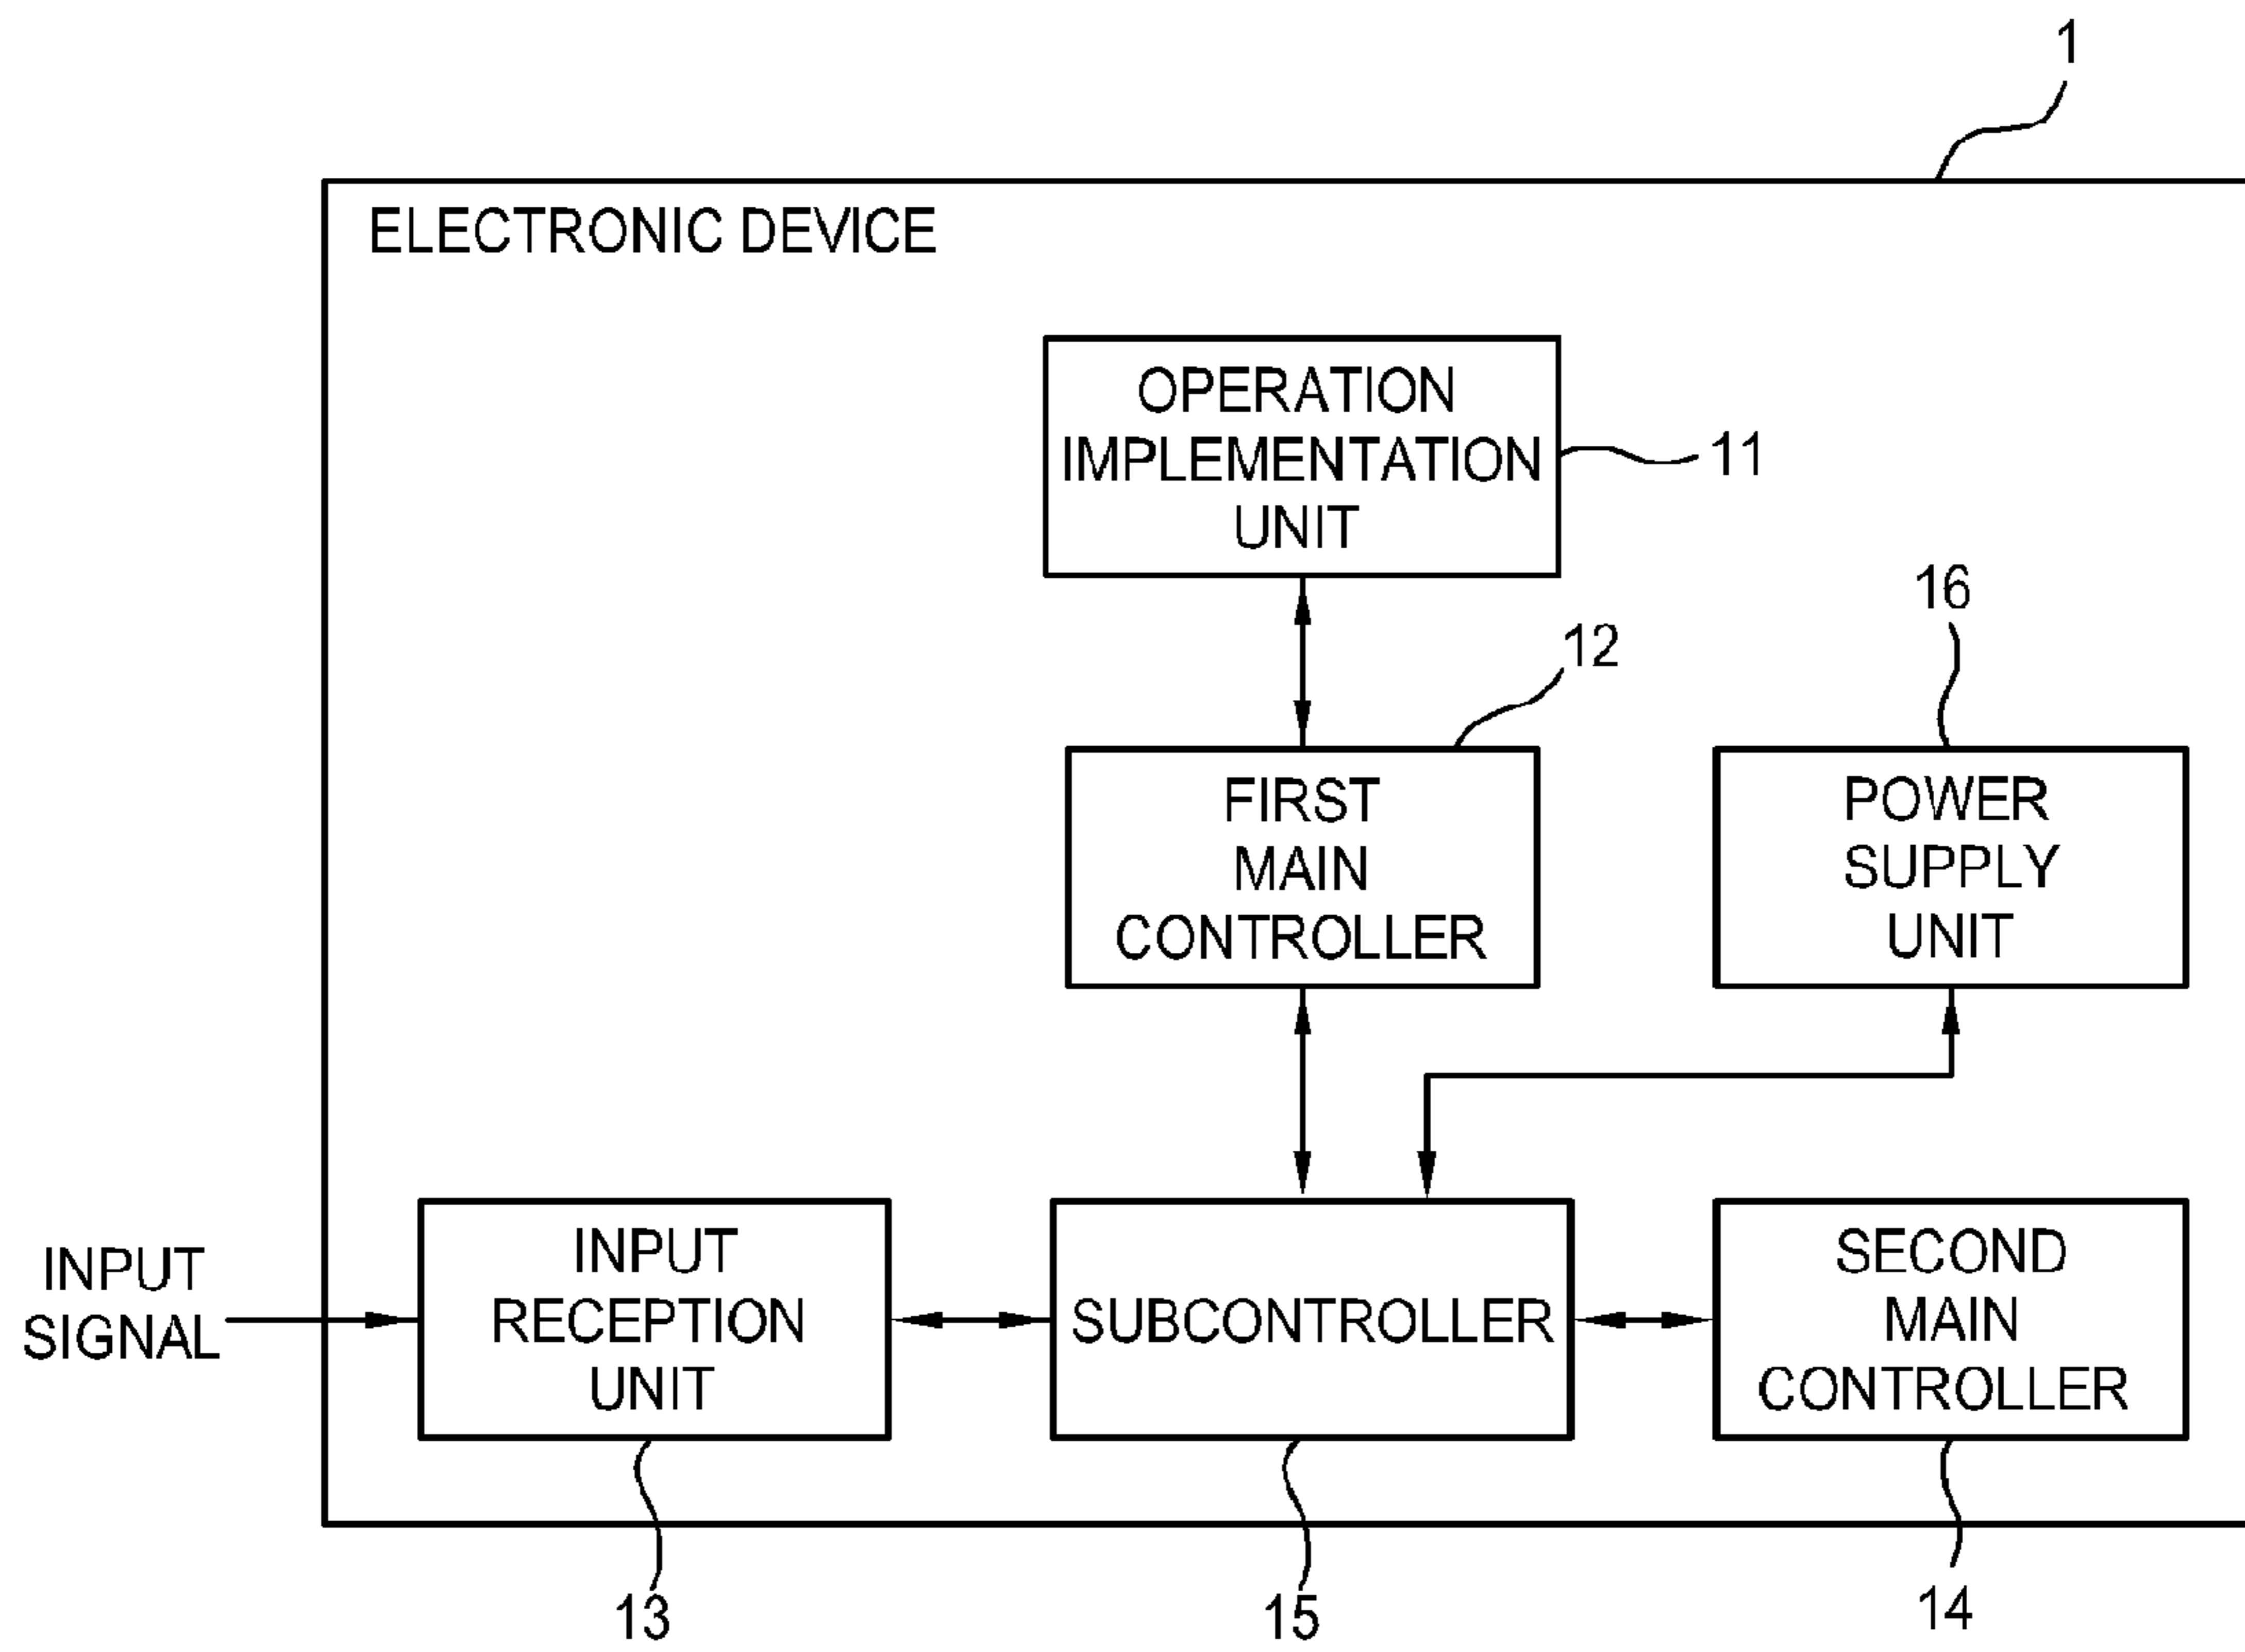 1
ELECTRONIC DEVICE
OPERATION
IMPLEMENTATION
UNIT
11
12
16
FIRST
MAIN
CONTROLLER
POWER
SUPPLY
UNIT
INPUT
SIGNAL
INPUT
RECEPTION
UNIT
SUBCONTROLLER
SECOND
MAIN
CONTROLLER
13
15
14